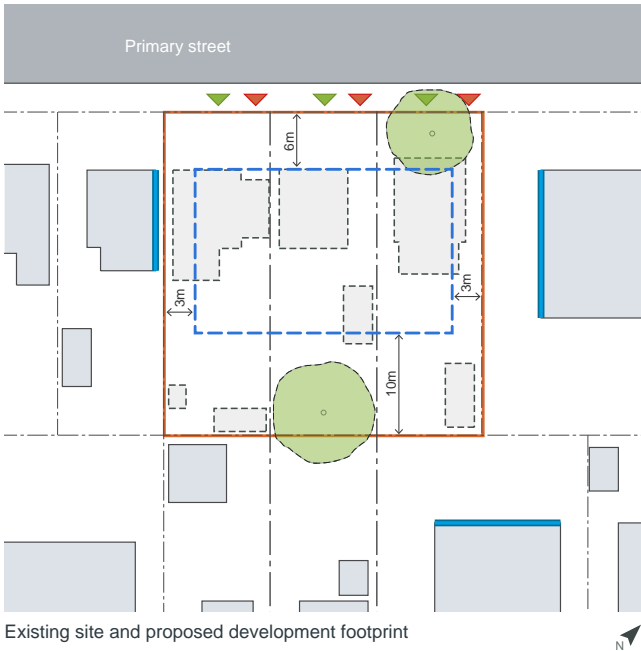 Primary street
6m
3m
3m
10m
Existing site and proposed development footprint
N